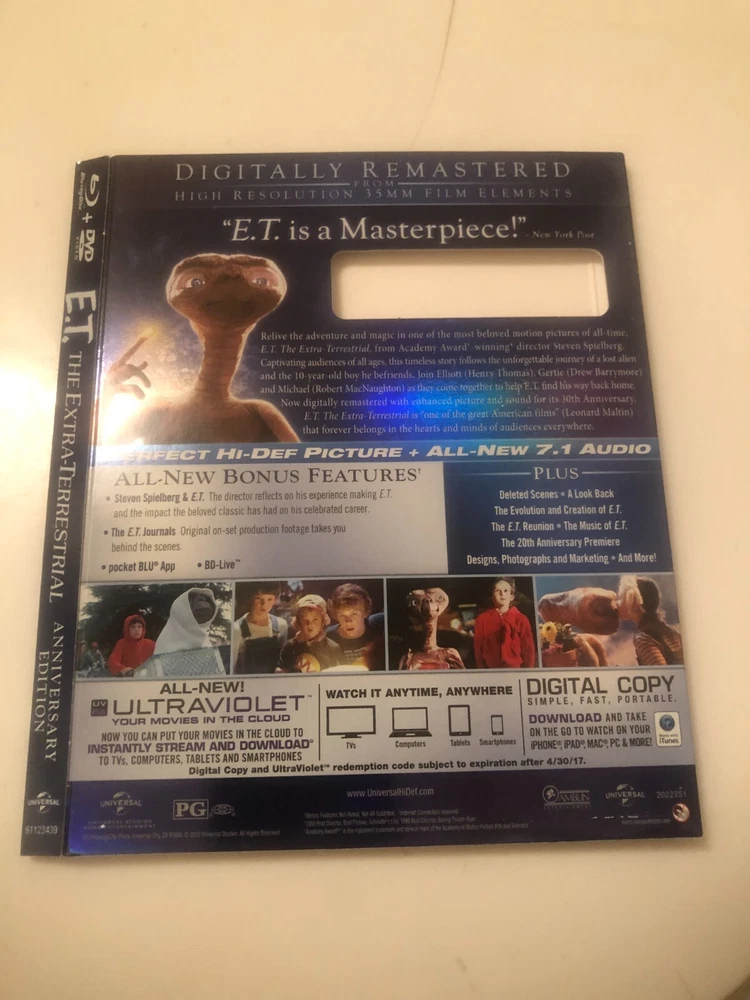 DIGITALLY REMASTERED
FROM
HIGH RESOLUTION 35MM FILM ELEMENTS
"E.T. is a Masterpiece!" - New York Post
Relive the adventure and magic in one of the most beloved motion pictures of all-time,
E.T. The Extra-Terrestrial, from Academy Award® winning* director Steven Spielberg.
Captivating audiences of all ages, this timeless story follows the unforgettable journey of a lost alien
and the 10-year-old boy he befriends. Join Elliott (Henry Thomas), Gertie (Drew Barrymore)
and Michael (Robert MacNaughton) as they come together to help E.T. find his way back home.
Now digitally remastered with enhanced picture and sound for its 30th Anniversary,
E.T. The Extra-Terrestrial is "one of the great American films" (Leonard Maltin)
that forever belongs in the hearts and minds of audiences everywhere.
PERFECT HI-DEF PICTURE + ALL-NEW 7.1 AUDIO
ALL-NEW BONUS FEATURES†
• Steven Spielberg & E.T. The director reflects on his experience making E.T.
and the impact the beloved classic has had on his celebrated career.
• The E.T. Journals Original on-set production footage takes you
behind the scenes.
• pocket BLU® App • BD-Live™
PLUS
Deleted Scenes • A Look Back
The Evolution and Creation of E.T.
The E.T. Reunion • The Music of E.T.
The 20th Anniversary Premiere
Designs, Photographs and Marketing • And More!
ALL-NEW!
UV ULTRAVIOLET™
YOUR MOVIES IN THE CLOUD
NOW YOU CAN PUT YOUR MOVIES IN THE CLOUD TO
INSTANTLY STREAM AND DOWNLOAD
TO TVs, COMPUTERS, TABLETS AND SMARTPHONES
WATCH IT ANYTIME, ANYWHERE
TVs Computers Tablets Smartphones
DIGITAL COPY
SIMPLE, FAST, PORTABLE.
DOWNLOAD AND TAKE
ON THE GO TO WATCH ON YOUR
iPHONE®, iPAD®, MAC®, PC & MORE!
iTunes
Digital Copy and UltraViolet™ redemption code subject to expiration after 4/30/17.
www.UniversalHiDef.com
UNIVERSAL
PG
AMBLIN
UNIVERSAL
2022751
Blu-ray Disc + DVD VIDEO
E.T. THE EXTRA-TERRESTRIAL ANNIVERSARY EDITION
UNIVERSAL
61123439